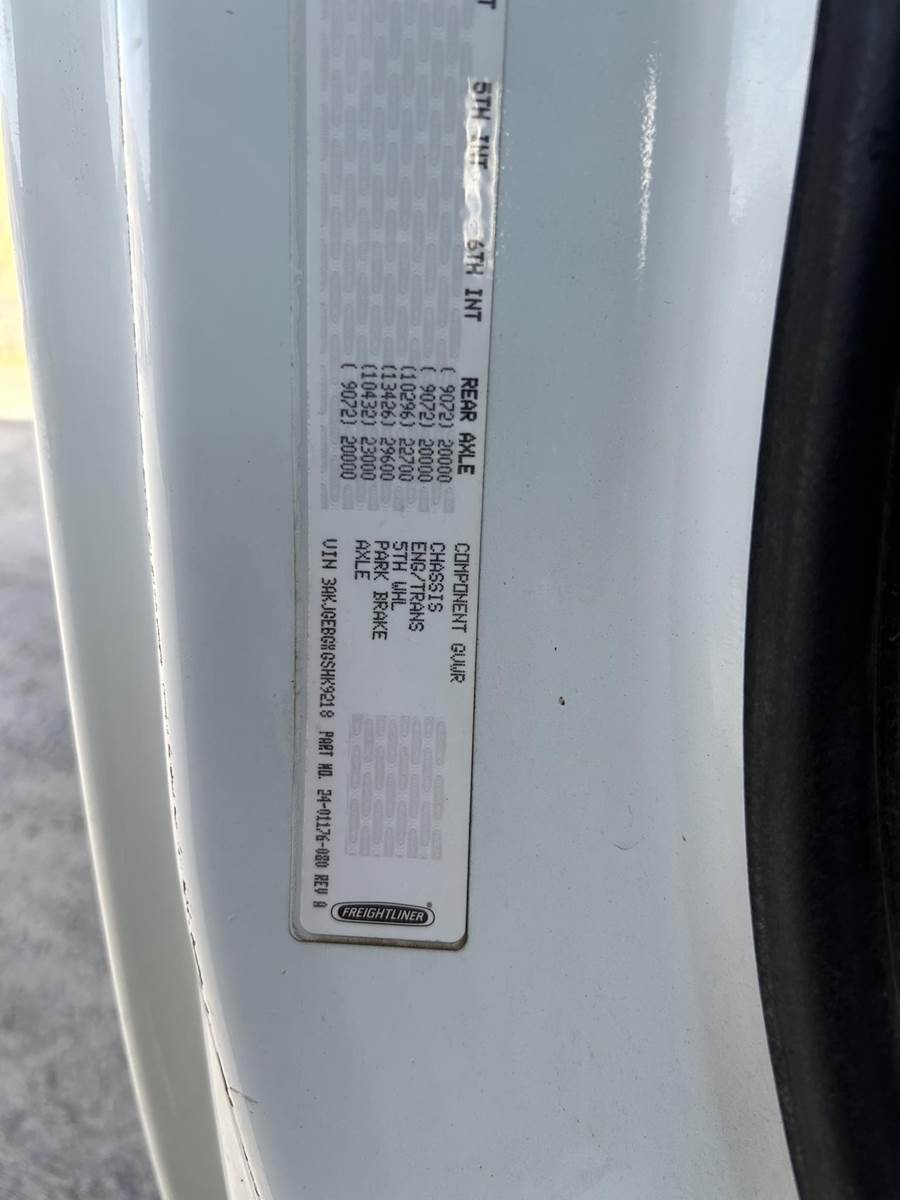 5TH INT 6TH INT REAR AXLE COMPONENT GVWR
( 9072) 20000 CHASSIS
( 9072) 20000 ENG/TRANS
(10296) 22700 5TH WHL
(13426) 29600 PARK BRAKE
(10432) 23000 AXLE
( 9072) 20000
VIN 3AKJGEBGXGSHK9218 PART NO. 24-01176-080 REV A
FREIGHTLINER®